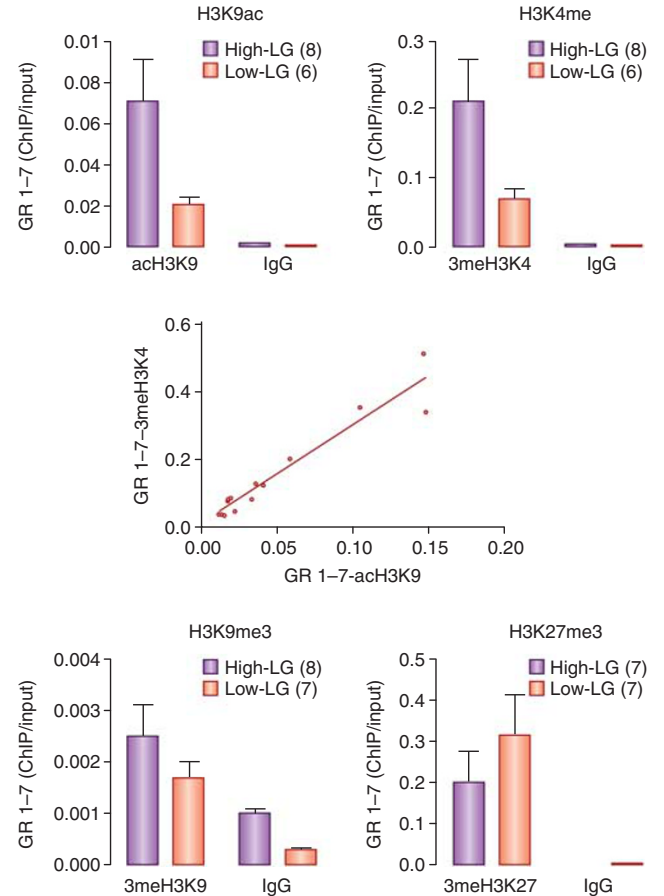 H3K9ac
GR 1–7 (ChIP/input)
0.01
0.08
0.06
0.04
0.02
0.00
High-LG (8)
Low-LG (6)
acH3K9 IgG
H3K4me
GR 1–7 (ChIP/input)
0.3
0.2
0.1
0.0
High-LG (8)
Low-LG (6)
3meH3K4 IgG
GR 1–7–3meH3K4
0.6
0.4
0.2
0.0
0.00 0.05 0.10 0.15 0.20
GR 1–7-acH3K9
H3K9me3
GR 1–7 (ChIP/input)
0.004
0.003
0.002
0.001
0.000
High-LG (8)
Low-LG (7)
3meH3K9 IgG
H3K27me3
GR 1–7 (ChIP/input)
0.5
0.4
0.3
0.2
0.1
0.0
High-LG (7)
Low-LG (7)
3meH3K27 IgG